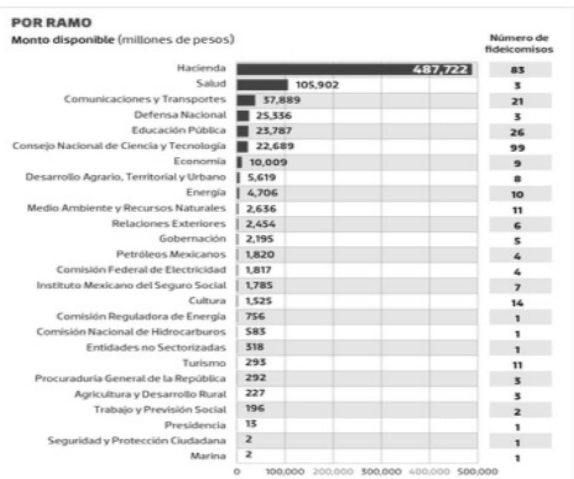 POR RAMO
Monto disponible (millones de pesos)
Número de
fideicomisos
Hacienda 487,722 83
Salud 105,902 3
Comunicaciones y Transportes 37,889 21
Defensa Nacional 25,336 3
Educación Pública 23,787 26
Consejo Nacional de Ciencia y Tecnología 22,689 99
Economía 10,009 9
Desarrollo Agrario, Territorial y Urbano 5,619 8
Energía 4,706 10
Medio Ambiente y Recursos Naturales 2,636 11
Relaciones Exteriores 2,454 6
Gobernación 2,195 5
Petróleos Mexicanos 1,820 4
Comisión Federal de Electricidad 1,817 4
Instituto Mexicano del Seguro Social 1,785 7
Cultura 1,525 14
Comisión Reguladora de Energía 756 1
Comisión Nacional de Hidrocarburos 583 1
Entidades no Sectorizadas 318 1
Turismo 293 11
Procuraduría General de la República 292 3
Agricultura y Desarrollo Rural 227 3
Trabajo y Previsión Social 196 2
Presidencia 13 1
Seguridad y Protección Ciudadana 2 1
Marina 2 1
0 100,000 200,000 300,000 400,000 500,000